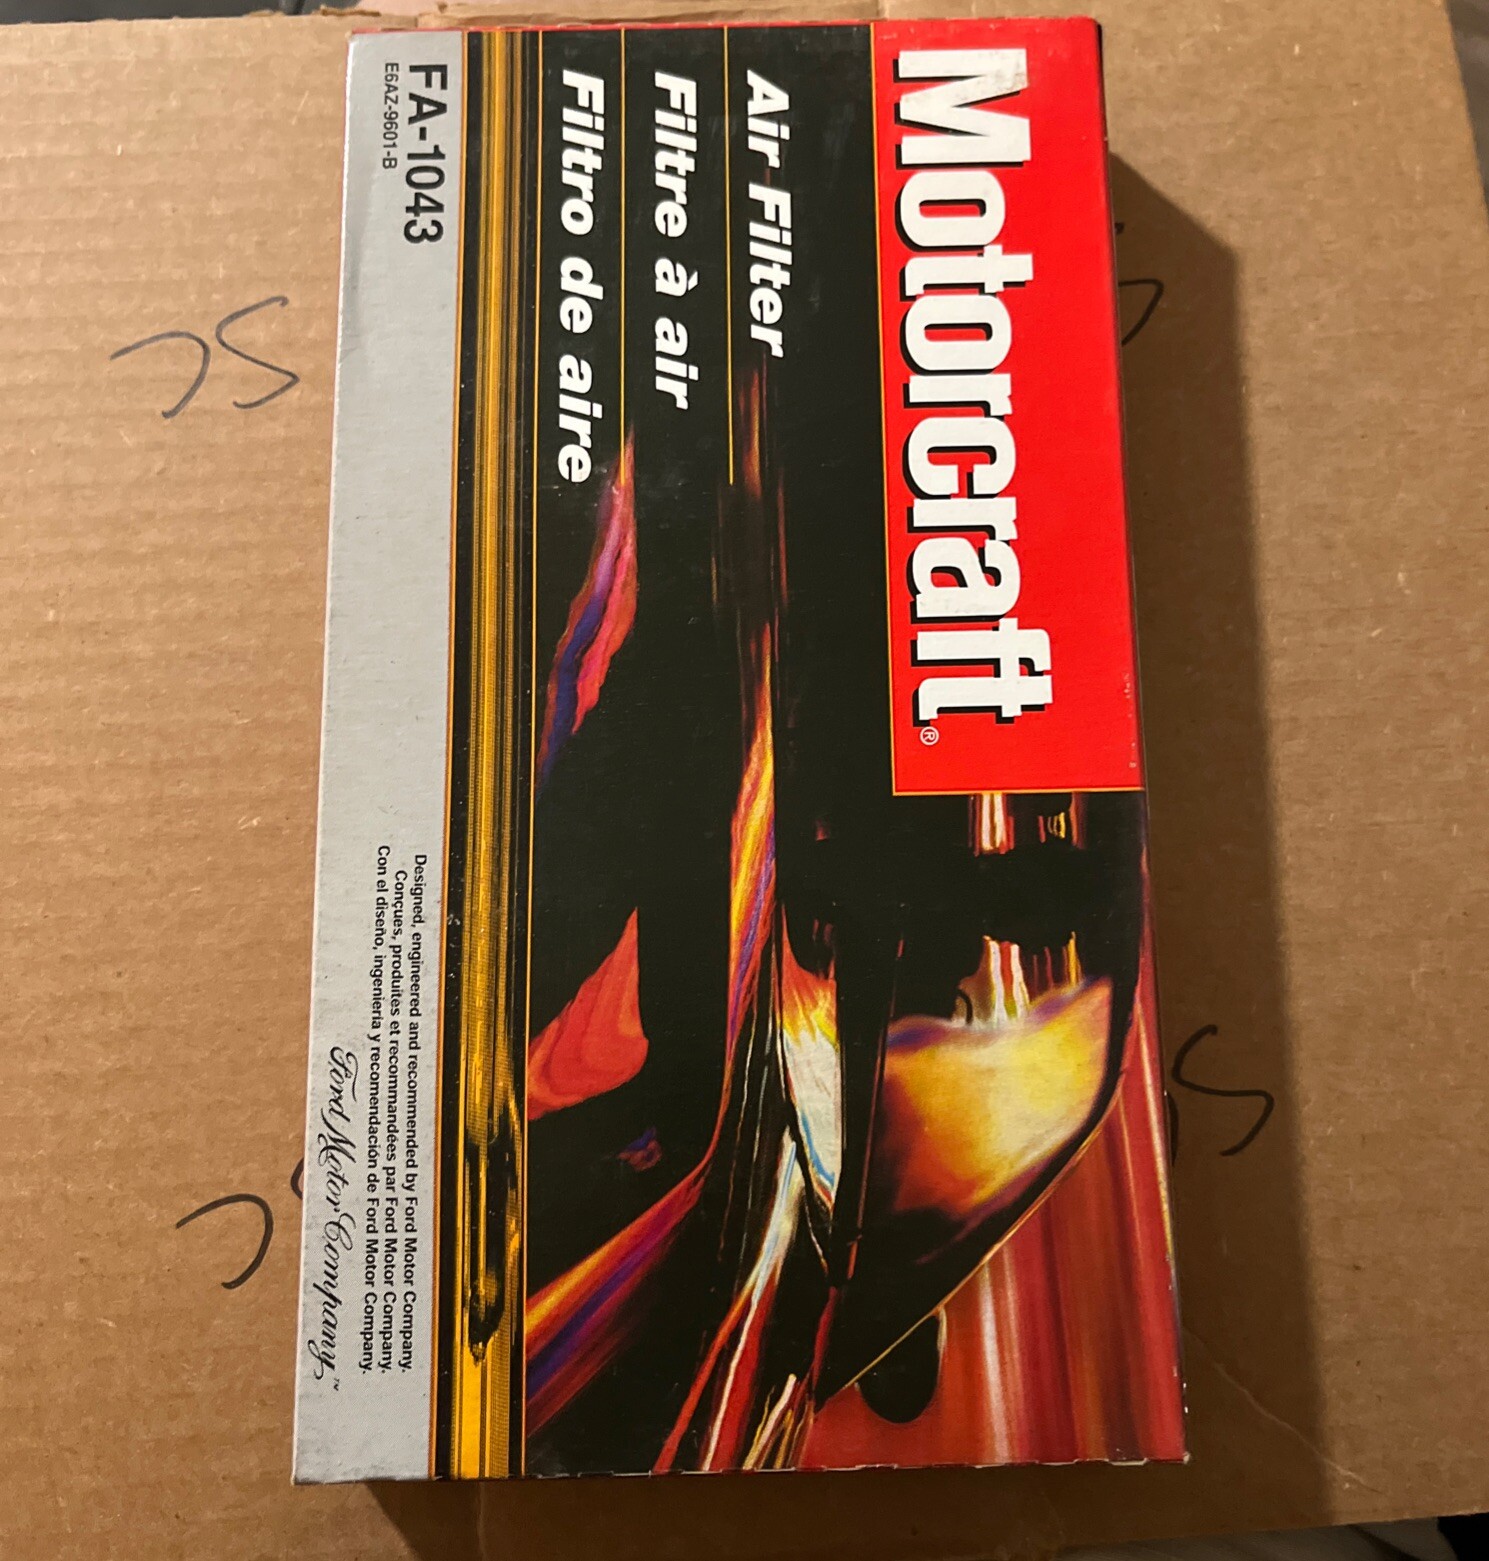 Motorcraft®
Air Filter
Filtre à air
Filtro de aire
FA-1043
E6AZ-9601-B
Designed, engineered and recommended by Ford Motor Company.
Conçues, produites et recommandées par Ford Motor Company.
Con el diseño, ingeniería y recomendación de Ford Motor Company.
Ford Motor Company™